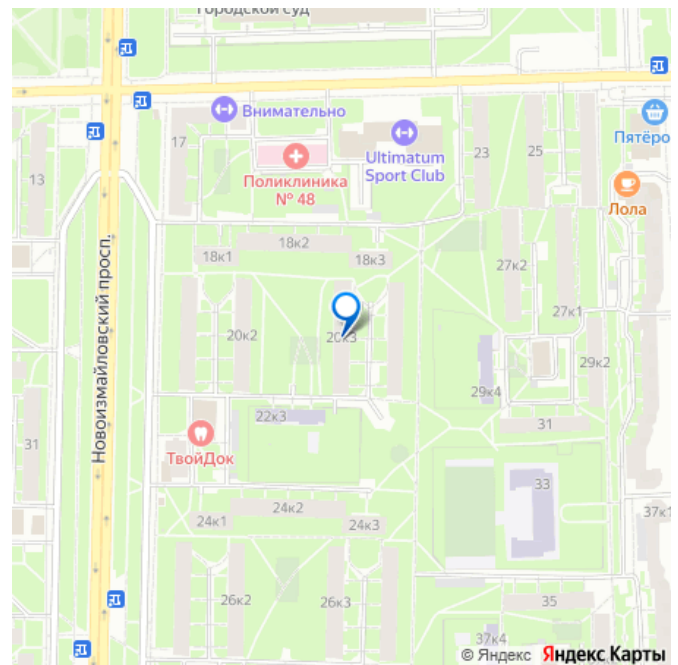 Городской суд
Внимательно
17
Пятёро
Ultimatum
Sport Club
23
25
Поликлиника
№ 48
13
Лола
18к2
18к1
18к3
27к2
27к1
Новоизмайловский просп.
20к2
20к3
29к2
29к4
22к3
31
31
ТвойДок
33
24к2
37к1
24к1
24к3
26к2
26к3
35
37к4
© Яндекс Яндекс Карты